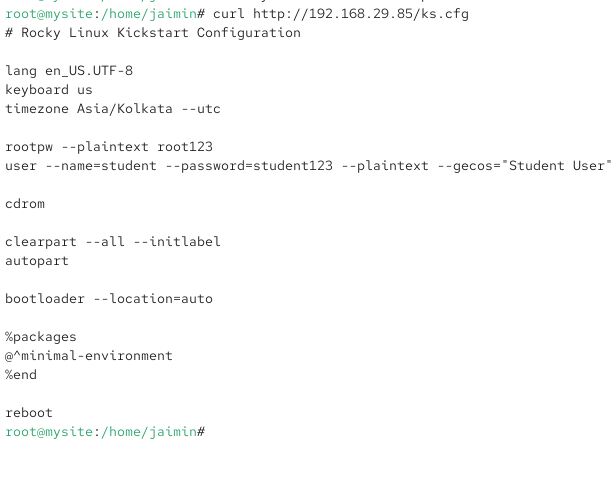 root@mysite:/home/jaimin# curl http://192.168.29.85/ks.cfg
# Rocky Linux Kickstart Configuration
lang en_US.UTF-8
keyboard us
timezone Asia/Kolkata --utc
rootpw --plaintext root123
user --name=student --password=student123 --plaintext --gecos="Student User"
cdrom
clearpart --all --initlabel
autopart
bootloader --location=auto
%packages
@^minimal-environment
%end
reboot
root@mysite:/home/jaimin#